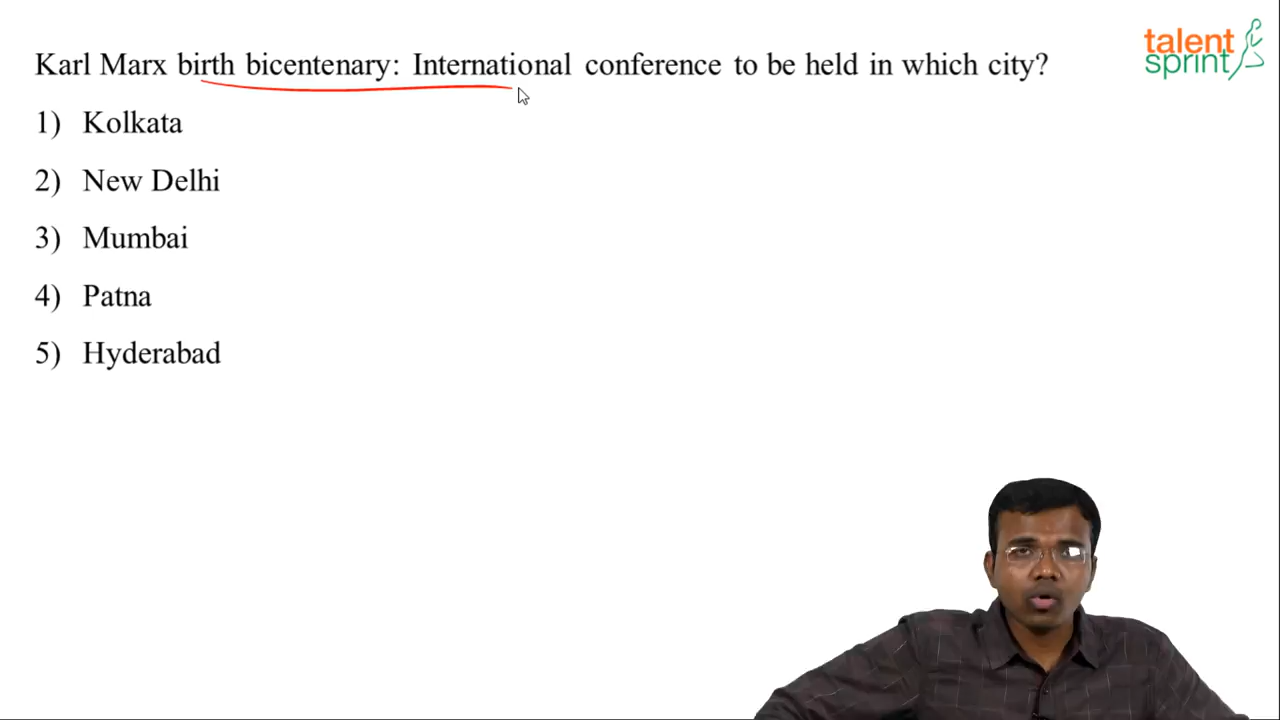 Karl Marx birth bicentenary: International conference to be held in which city?
talent
sprint
1) Kolkata
2) New Delhi
3) Mumbai
4) Patna
5) Hyderabad